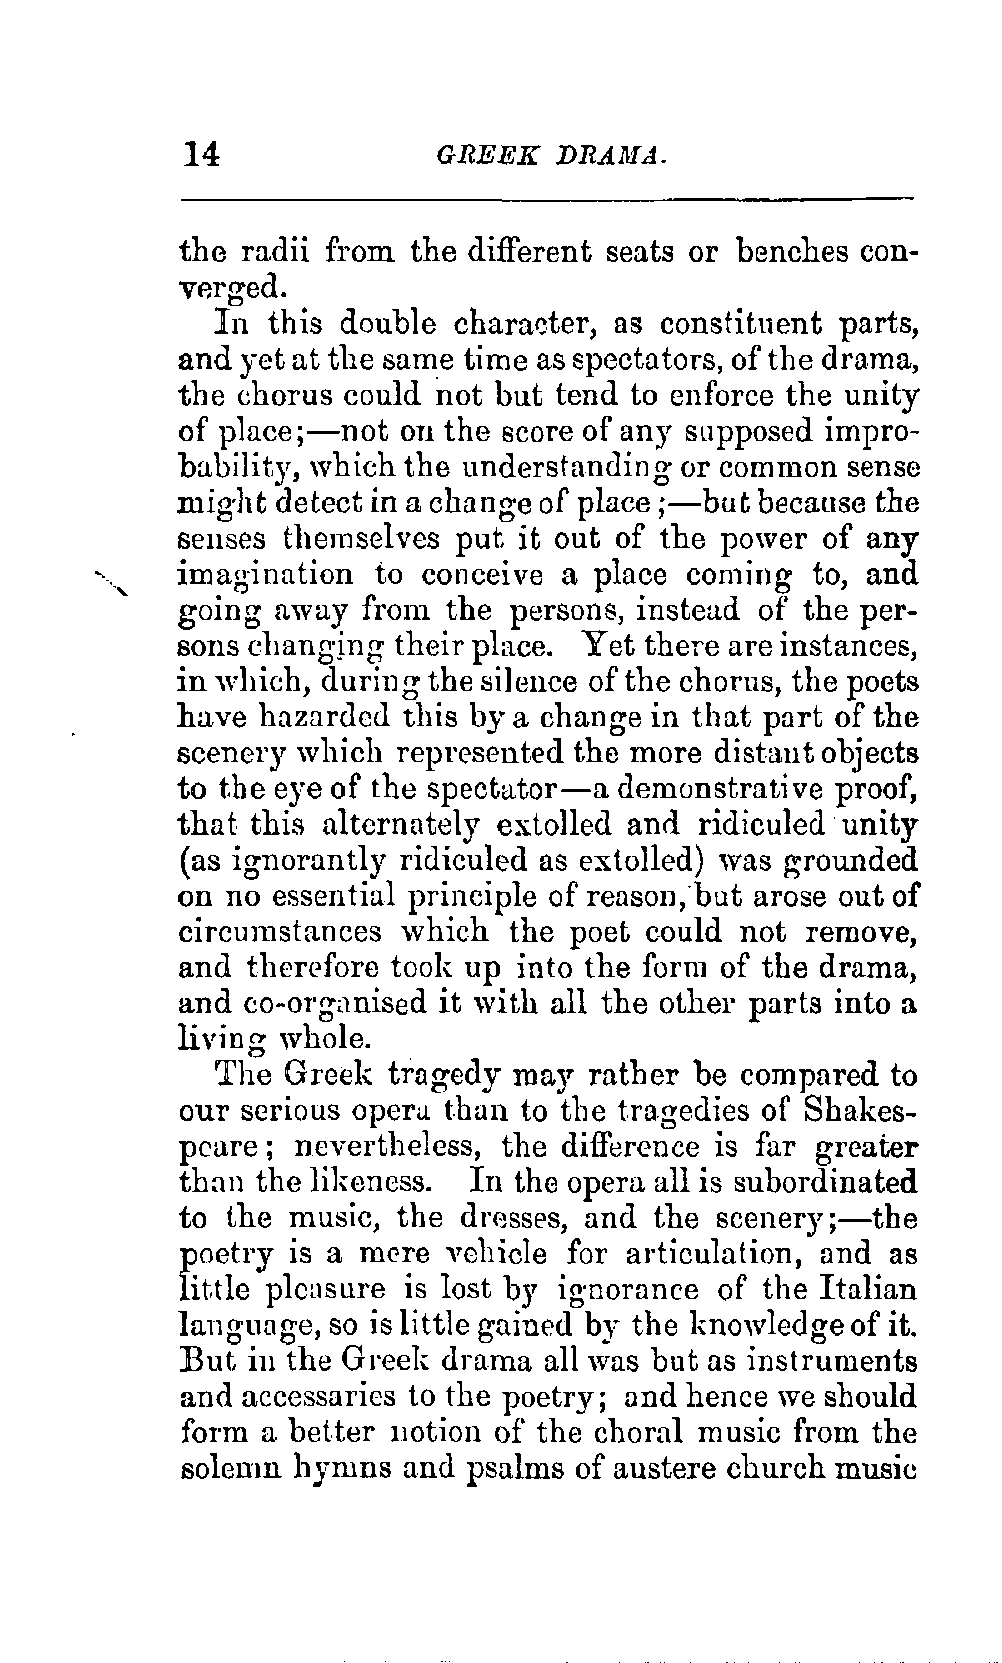 14 GREEK DRAMA.
the radii from the different seats or benches con-
verged.
In this double character, as constituent parts,
and yet at the same time as spectators, of the drama,
the chorus could not but tend to enforce the unity
of place;—not on the score of any supposed impro-
bability, which the understanding or common sense
might detect in a change of place;—but because the
senses themselves put it out of the power of any
imagination to conceive a place coming to, and
going away from the persons, instead of the per-
sons changing their place. Yet there are instances,
in which, during the silence of the chorus, the poets
have hazarded this by a change in that part of the
scenery which represented the more distant objects
to the eye of the spectator—a demonstrative proof,
that this alternately extolled and ridiculed unity
(as ignorantly ridiculed as extolled) was grounded
on no essential principle of reason, but arose out of
circumstances which the poet could not remove,
and therefore took up into the form of the drama,
and co-organised it with all the other parts into a
living whole.
The Greek tragedy may rather be compared to
our serious opera than to the tragedies of Shakes-
peare; nevertheless, the difference is far greater
than the likeness. In the opera all is subordinated
to the music, the dresses, and the scenery;—the
poetry is a mere vehicle for articulation, and as
little pleasure is lost by ignorance of the Italian
language, so is little gained by the knowledge of it.
But in the Greek drama all was but as instruments
and accessaries to the poetry; and hence we should
form a better notion of the choral music from the
solemn hymns and psalms of austere church music